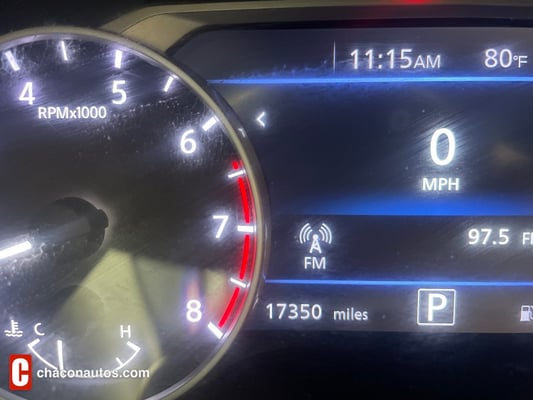 11:15AM 80°F
4 5 6 7 8
RPMx1000
0
MPH
97.5
FM
17350 miles
P
C H
C chaconautos.com